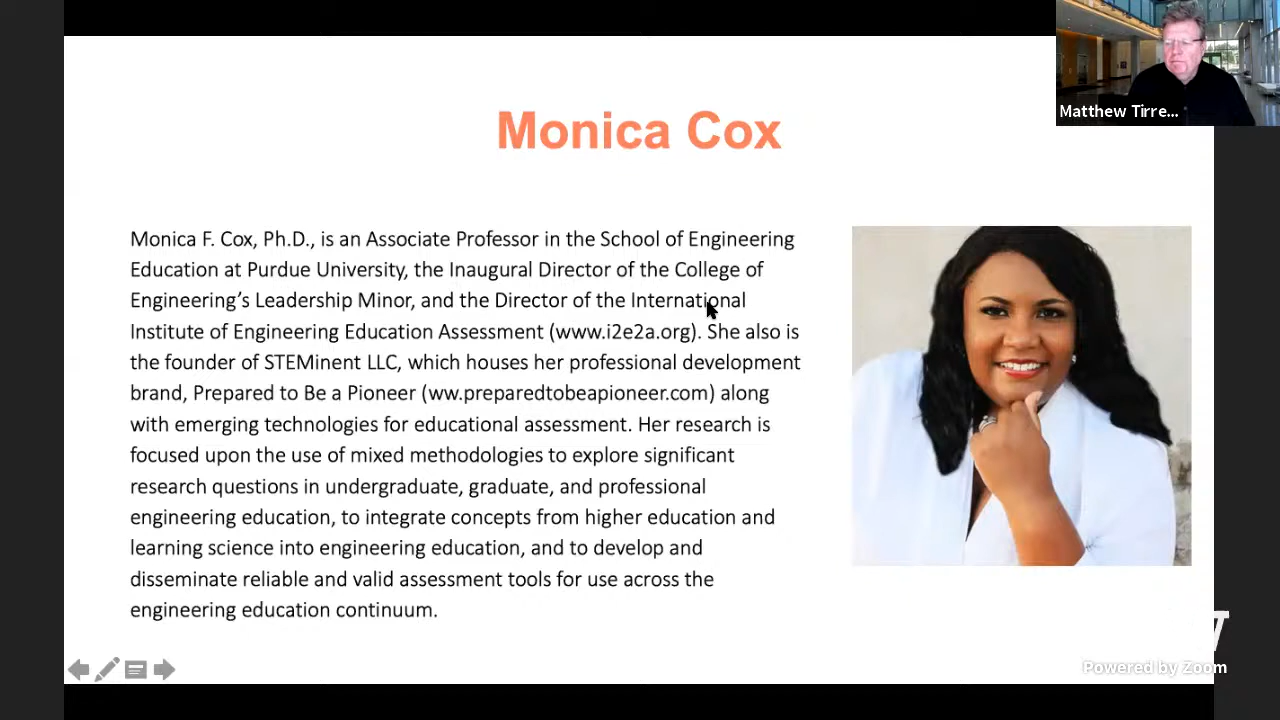 Matthew Tirre...
Monica Cox
Monica F. Cox, Ph.D., is an Associate Professor in the School of Engineering
Education at Purdue University, the Inaugural Director of the College of
Engineering’s Leadership Minor, and the Director of the International
Institute of Engineering Education Assessment (www.i2e2a.org). She also is
the founder of STEMinent LLC, which houses her professional development
brand, Prepared to Be a Pioneer (ww.preparedtobeapioneer.com) along
with emerging technologies for educational assessment. Her research is
focused upon the use of mixed methodologies to explore significant
research questions in undergraduate, graduate, and professional
engineering education, to integrate concepts from higher education and
learning science into engineering education, and to develop and
disseminate reliable and valid assessment tools for use across the
engineering education continuum.
Powered by Zoom